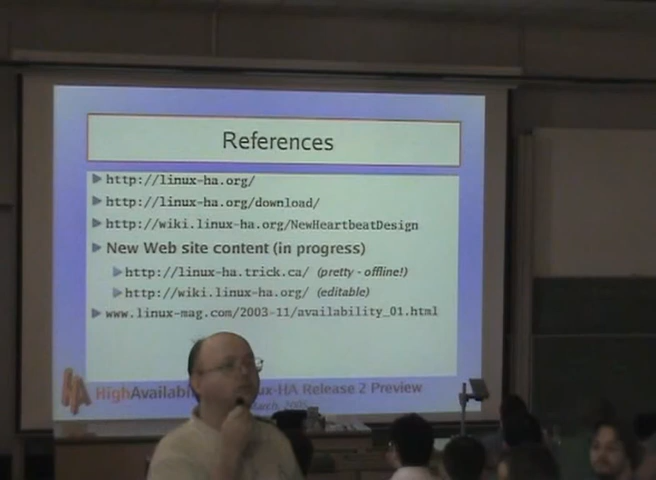 References
http://linux-ha.org/
http://linux-ha.org/download/
http://wiki.linux-ha.org/NewHeartbeatDesign
New Web site content (in progress)
http://linux-ha.trick.ca/ (pretty - offline!)
http://wiki.linux-ha.org/ (editable)
www.linux-mag.com/2003-11/availability_01.html
HA HighAvailabi ux-HA Release 2 Preview
March,